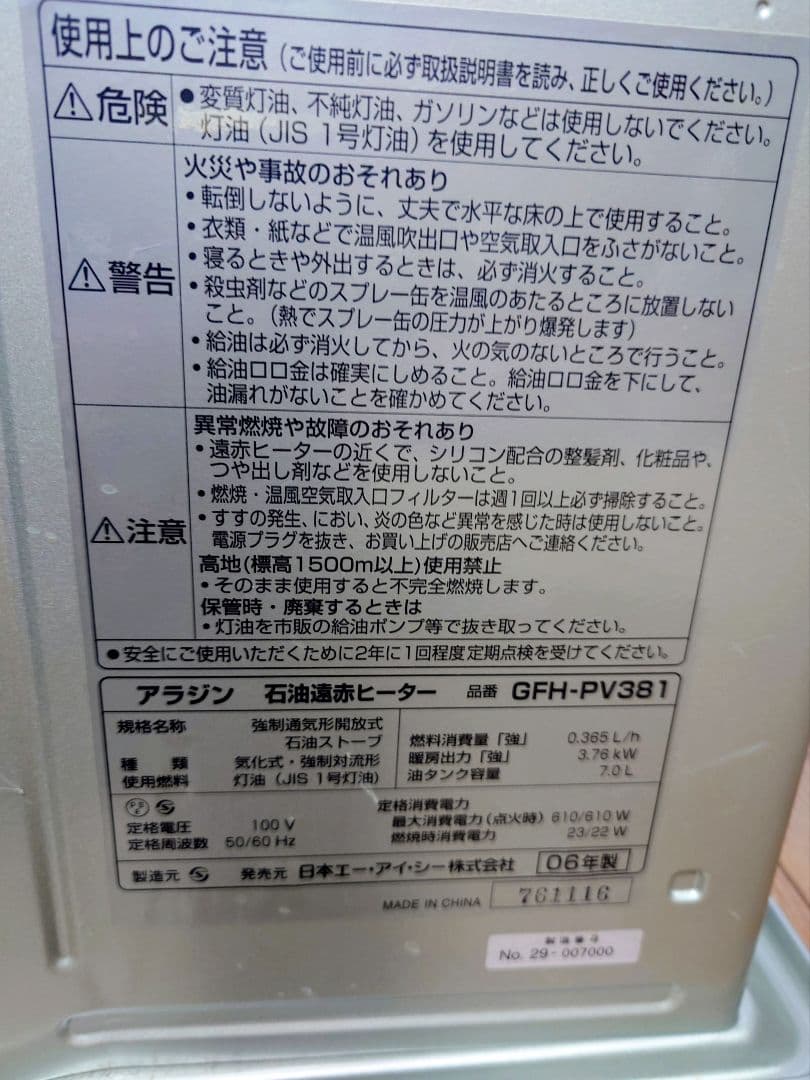 使用上のご注意(ご使用前に必ず取扱説明書を読み、正しくご使用ください。)
⚠危険
●変質灯油、不純灯油、ガソリンなどは使用しないでください。
灯油(JIS 1号灯油)を使用してください。
⚠警告
火災や事故のおそれあり
・転倒しないように、丈夫で水平な床の上で使用すること。
・衣類・紙などで温風吹出口や空気取入口をふさがないこと。
・寝るときや外出するときは、必ず消火すること。
・殺虫剤などのスプレー缶を温風のあたるところに放置しない
こと。(熱でスプレー缶の圧力が上がり爆発します)
・給油は必ず消火してから、火の気のないところで行うこと。
・給油口口金は確実にしめること。給油口口金を下にして、
油漏れがないことを確かめてください。
⚠注意
異常燃焼や故障のおそれあり
・遠赤ヒーターの近くで、シリコン配合の整髪剤、化粧品や、
つや出し剤などを使用しないこと。
・燃焼・温風空気取入口フィルターは週1回以上必ず掃除すること。
・すすの発生、におい、炎の色など異常を感じた時は使用しないこと。
電源プラグを抜き、お買い上げの販売店へご連絡ください。
高地(標高1500m以上)使用禁止
・そのまま使用すると不完全燃焼します。
保管時・廃棄するときは
・灯油を市販の給油ポンプ等で抜き取ってください。
●安全にご使用いただくために2年に1回程度定期点検を受けてください。
アラジン 石油遠赤ヒーター 品番 GFH-PV381
規格名称 強制通気形開放式
石油ストーブ
種類 気化式・強制対流形
使用燃料 灯油(JIS 1号灯油)
燃料消費量「強」 0.365 L/h
暖房出力「強」 3.76 kW
油タンク容量 7.0 L
PSE
定格電圧 100 V
定格周波数 50/60 Hz
定格消費電力
最大消費電力(点火時) 610/610 W
燃焼時消費電力 23/22 W
製造元 発売元 日本エー・アイ・シー株式会社 06年製
MADE IN CHINA 761116
製造番号
No. 29-007000